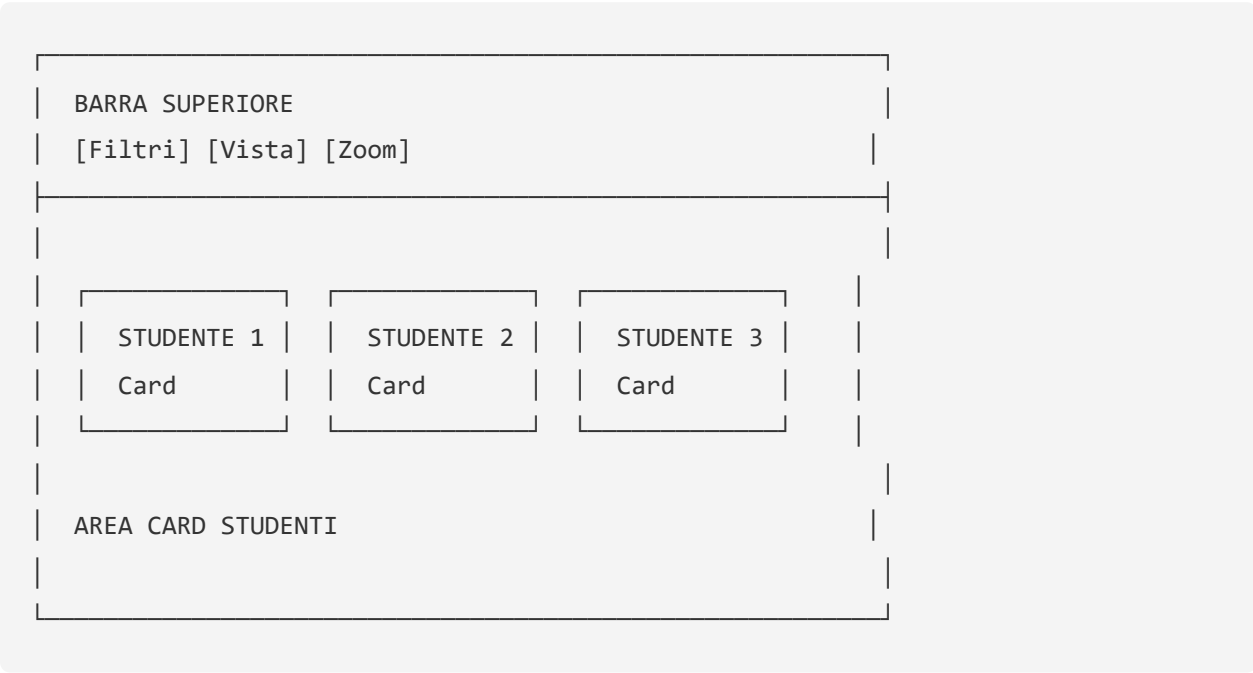 BARRA SUPERIORE
[Filtri] [Vista] [Zoom]
STUDENTE 1 STUDENTE 2 STUDENTE 3
Card Card Card
AREA CARD STUDENTI